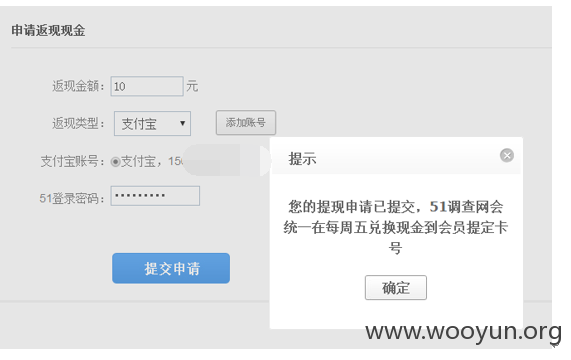 申请返现现金
返现金额： 10 元
返现类型： 支付宝 添加账号
支付宝账号： 支付宝，15
51登录密码： •••••••••
提交申请
提示
您的提现申请已提交，51调查网会
统一在每周五兑换现金到会员提定卡
号
确定
www.wooyun.org